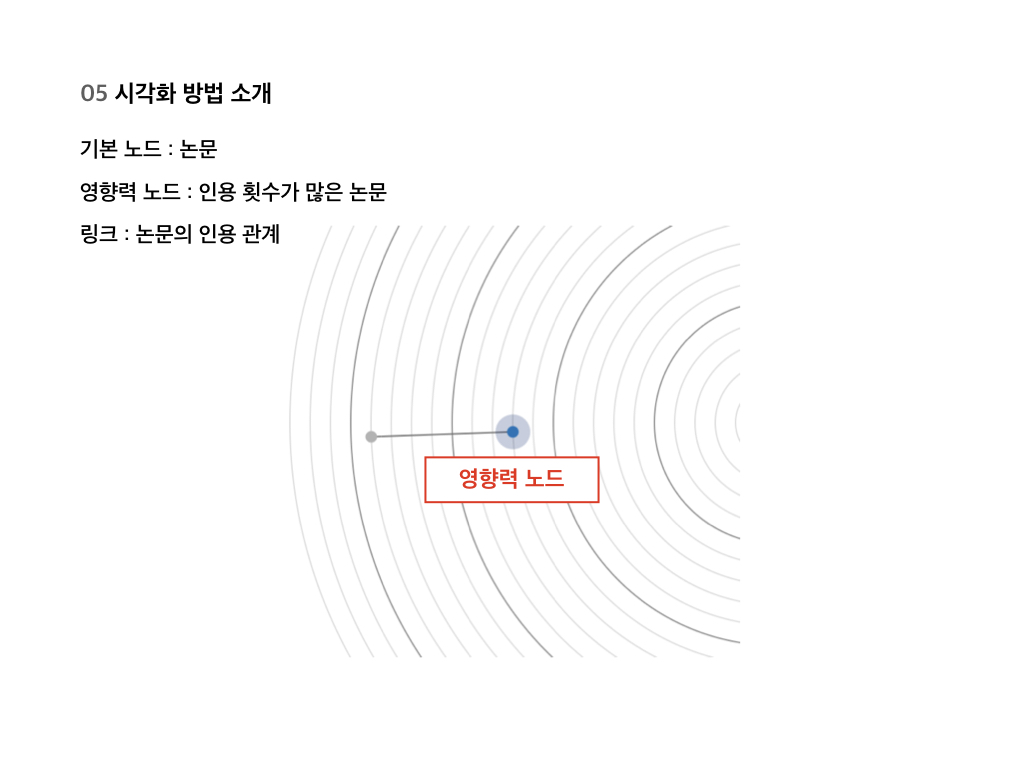 05 시각화 방법 소개
기본 노드 : 논문
영향력 노드 : 인용 횟수가 많은 논문
링크 : 논문의 인용 관계
영향력 노드